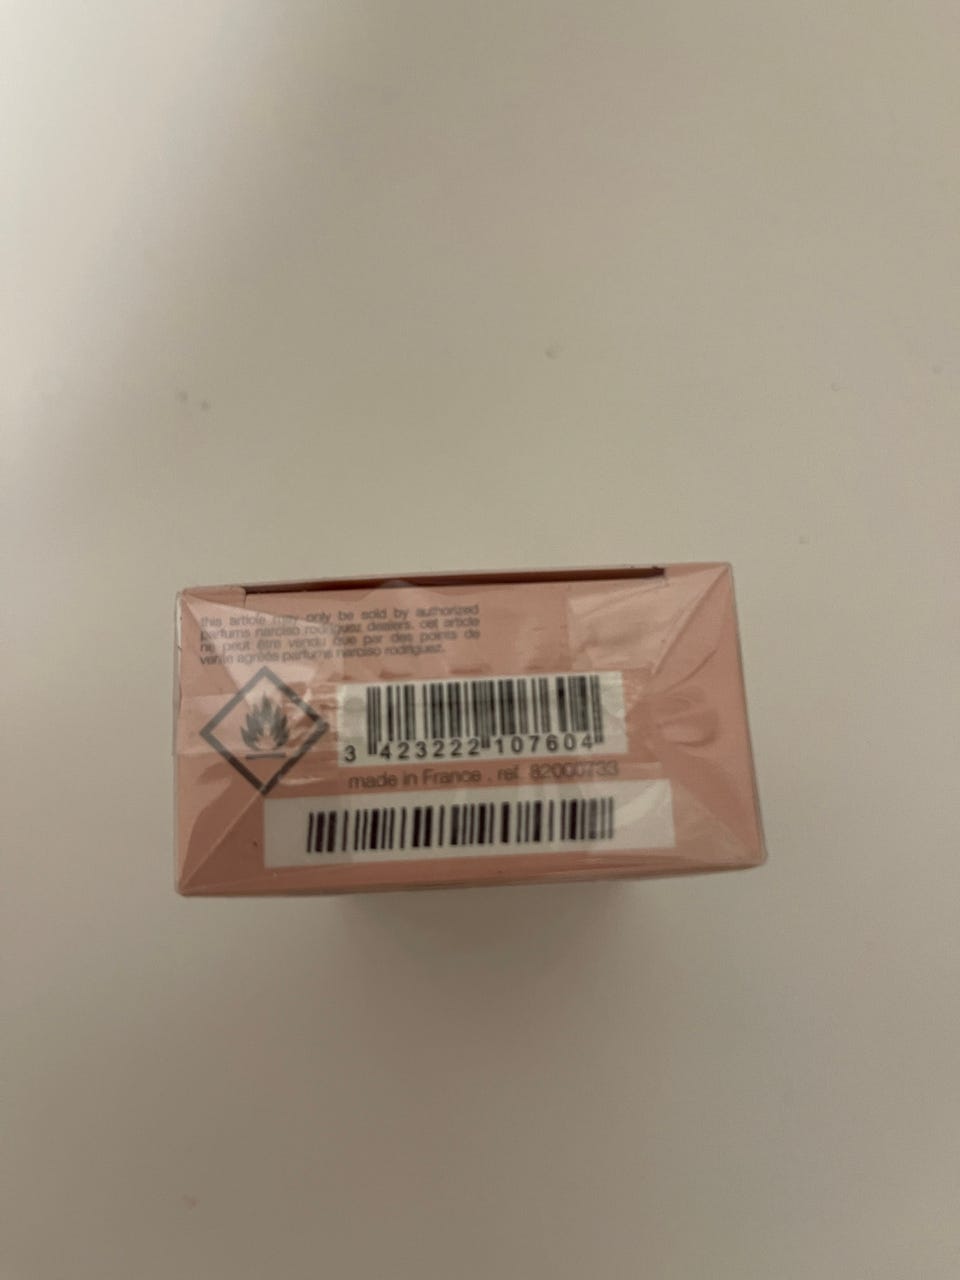 this article may only be sold by authorized
parfums narciso rodriguez dealers. cet article
ne peut être vendu que par des points de
vente agréés parfums narciso rodriguez.
3 423222 107604
made in France . ref. 82000733